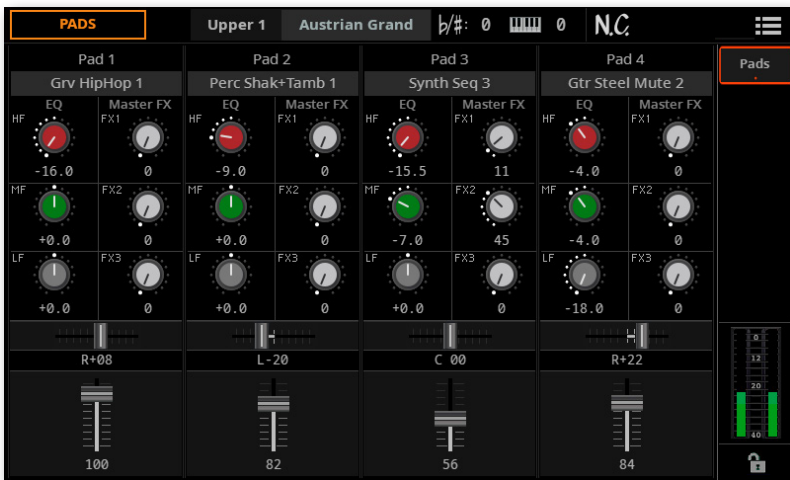 PADS Upper 1 Austrian Grand ♭/#: 0 0 N.C.
Pad 1 Pad 2 Pad 3 Pad 4 Pads
Grv HipHop 1 Perc Shak+Tamb 1 Synth Seq 3 Gtr Steel Mute 2
EQ Master FX EQ Master FX EQ Master FX EQ Master FX
HF FX1 HF FX1 HF FX1 HF FX1
-16.0 0 -9.0 0 -15.5 11 -4.0 0
MF FX2 MF FX2 MF FX2 MF FX2
+0.0 0 +0.0 0 -7.0 45 -4.0 0
LF FX3 LF FX3 LF FX3 LF FX3
+0.0 0 +0.0 0 +0.0 0 -18.0 0
0
R+08 L-20 C 00 R+22 12
20
40
100 82 56 84